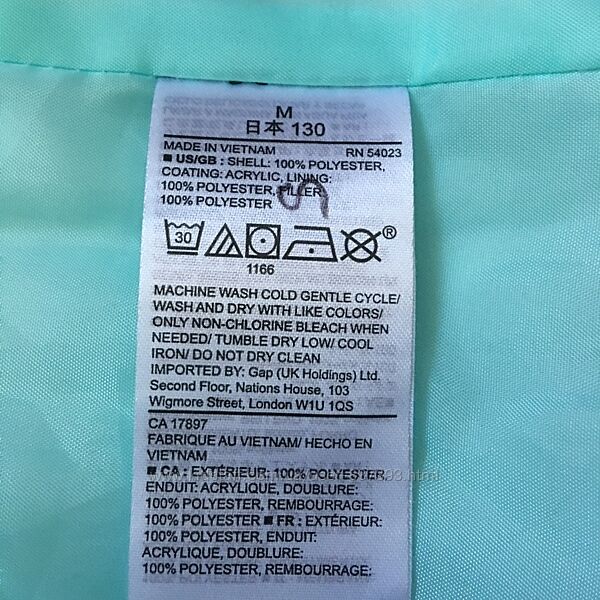 M
日本 130
MADE IN VIETNAM RN 54023
■ US/GB : SHELL: 100% POLYESTER,
COATING: ACRYLIC, LINING:
100% POLYESTER, FILLER:
100% POLYESTER
30
®
1166
MACHINE WASH COLD GENTLE CYCLE/
WASH AND DRY WITH LIKE COLORS/
ONLY NON-CHLORINE BLEACH WHEN
NEEDED/ TUMBLE DRY LOW/ COOL
IRON/ DO NOT DRY CLEAN
IMPORTED BY: Gap (UK Holdings) Ltd.
Second Floor, Nations House, 103
Wigmore Street, London W1U 1QS
CA 17897
FABRIQUE AU VIETNAM/ HECHO EN
VIETNAM
■ CA : EXTÉRIEUR: 100% POLYESTER,
ENDUIT: ACRYLIQUE, DOUBLURE:
100% POLYESTER, REMBOURRAGE:
100% POLYESTER ■ FR : EXTÉRIEUR:
100% POLYESTER, ENDUIT:
ACRYLIQUE, DOUBLURE:
100% POLYESTER, REMBOURRAGE: